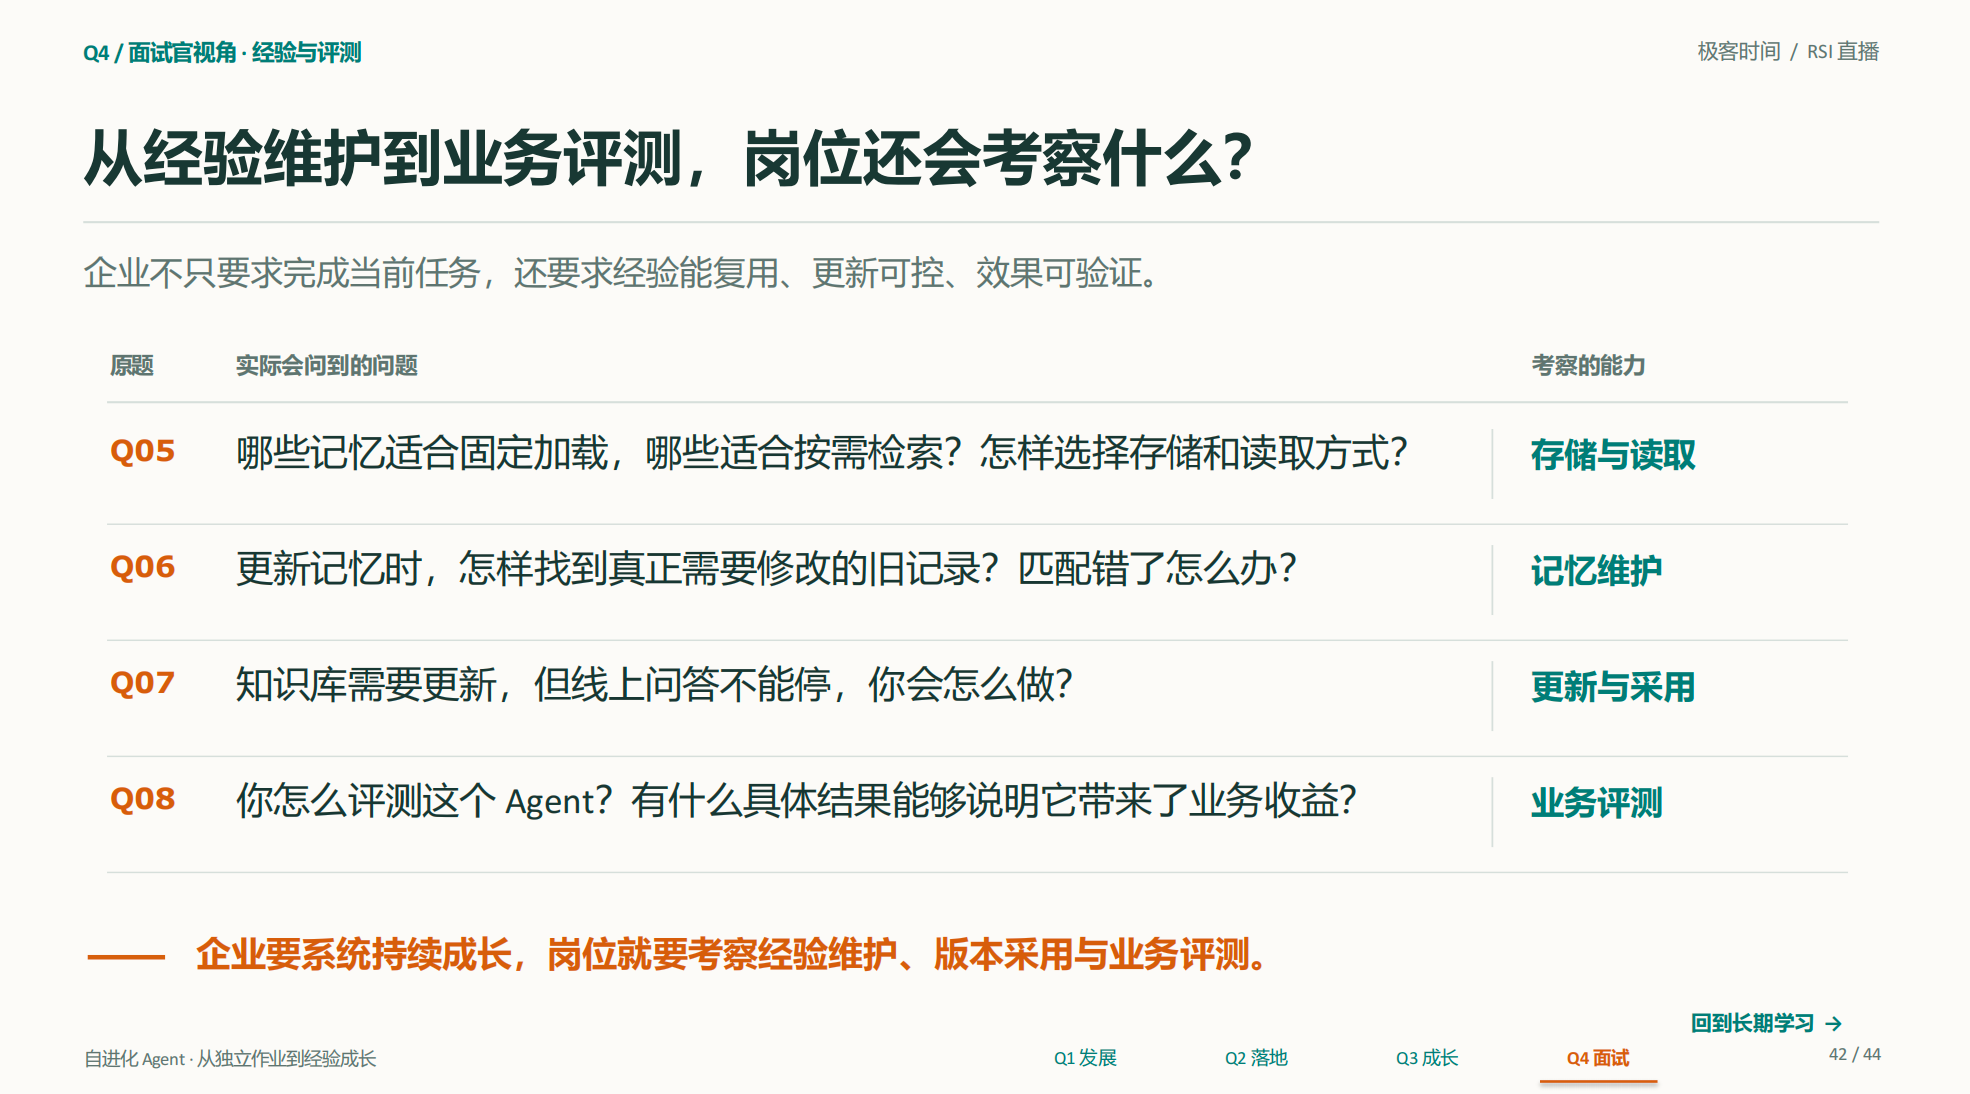 Q4 / 面试官视角 · 经验与评测
极客时间 / RSI 直播
从经验维护到业务评测，岗位还会考察什么？
企业不只要求完成当前任务，还要求经验能复用、更新可控、效果可验证。
原题 实际会问到的问题 考察的能力
Q05 哪些记忆适合固定加载，哪些适合按需检索？怎样选择存储和读取方式？ 存储与读取
Q06 更新记忆时，怎样找到真正需要修改的旧记录？匹配错了怎么办？ 记忆维护
Q07 知识库需要更新，但线上问答不能停，你会怎么做？ 更新与采用
Q08 你怎么评测这个 Agent？有什么具体结果能够说明它带来了业务收益？ 业务评测
企业要系统持续成长，岗位就要考察经验维护、版本采用与业务评测。
回到长期学习 →
自进化 Agent · 从独立作业到经验成长
Q1 发展 Q2 落地 Q3 成长 Q4 面试
42 / 44